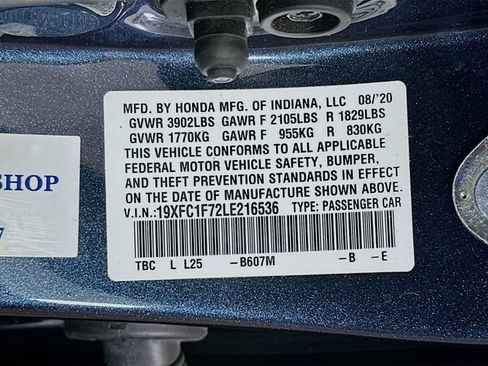 MFD. BY HONDA MFG. OF INDIANA, LLC 08/'20
GVWR 3902LBS GAWR F 2105LBS R 1829LBS
GVWR 1770KG GAWR F 955KG R 830KG
THIS VEHICLE CONFORMS TO ALL APPLICABLE
FEDERAL MOTOR VEHICLE SAFETY, BUMPER,
AND THEFT PREVENTION STANDARDS IN EFFECT
ON THE DATE OF MANUFACTURE SHOWN ABOVE.
V.I.N.:19XFC1F72LE216536 TYPE: PASSENGER CAR
TBC L L25 -B607M -B -E
SHOP
7